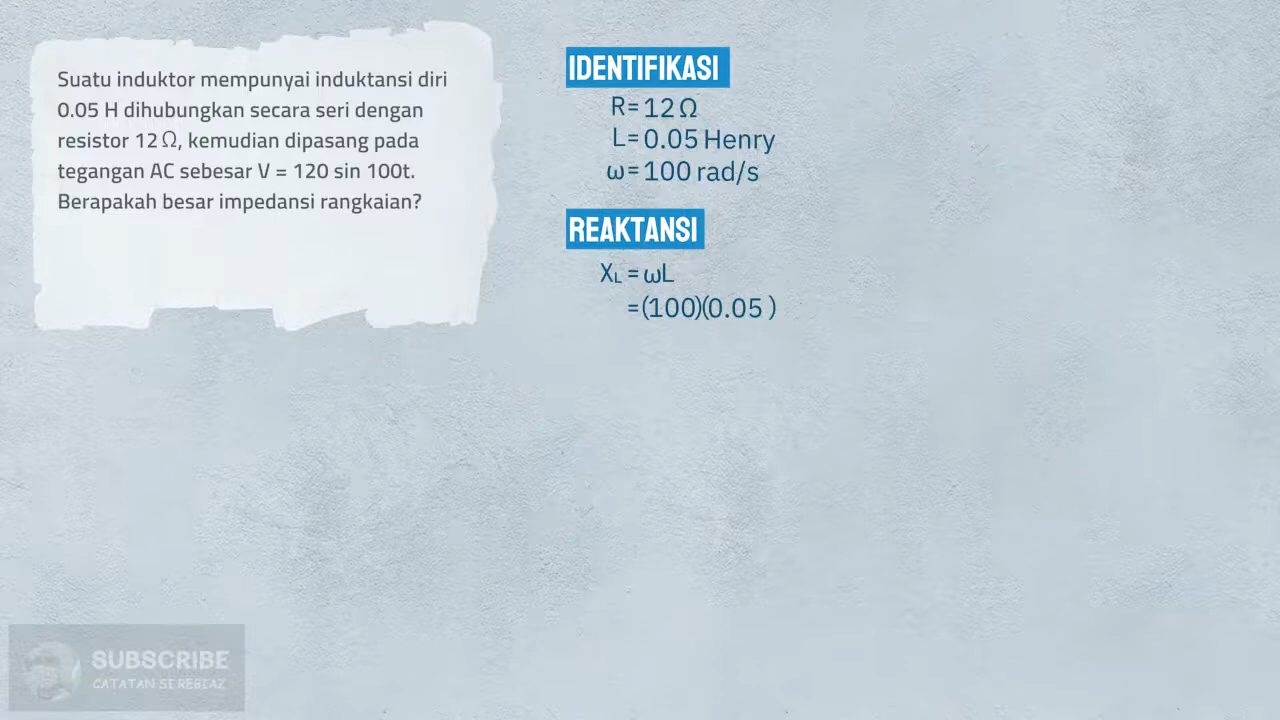 Suatu induktor mempunyai induktansi diri
0.05 H dihubungkan secara seri dengan
resistor 12 Ω, kemudian dipasang pada
tegangan AC sebesar V = 120 sin 100t.
Berapakah besar impedansi rangkaian?
IDENTIFIKASI
R= 12 Ω
L= 0.05 Henry
ω= 100 rad/s
REAKTANSI
XL = ωL
=(100)(0.05 )
SUBSCRIBE
CATATAN SI REBIAZ